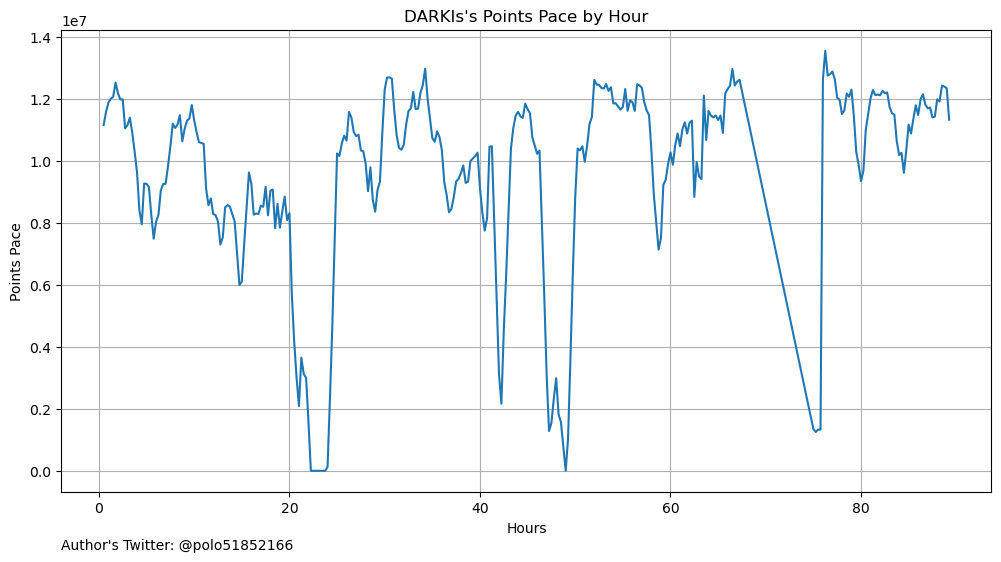 DARKIs's Points Pace by Hour
1e7
1.4
1.2
1.0
0.8
0.6
0.4
0.2
0.0
Points Pace
0 20 40 60 80
Hours
Author's Twitter: @polo51852166